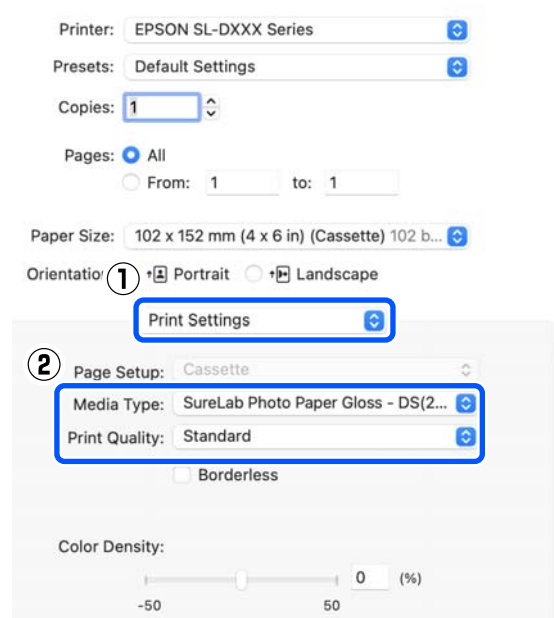 Printer: EPSON SL-DXXX Series
Presets: Default Settings
Copies: 1
Pages: All
From: 1 to: 1
Paper Size: 102 x 152 mm (4 x 6 in) (Cassette) 102 b...
Orientatio 1 Portrait Landscape
Print Settings
2
Page Setup: Cassette
Media Type: SureLab Photo Paper Gloss - DS(2...
Print Quality: Standard
Borderless
Color Density:
0 (%)
-50 50